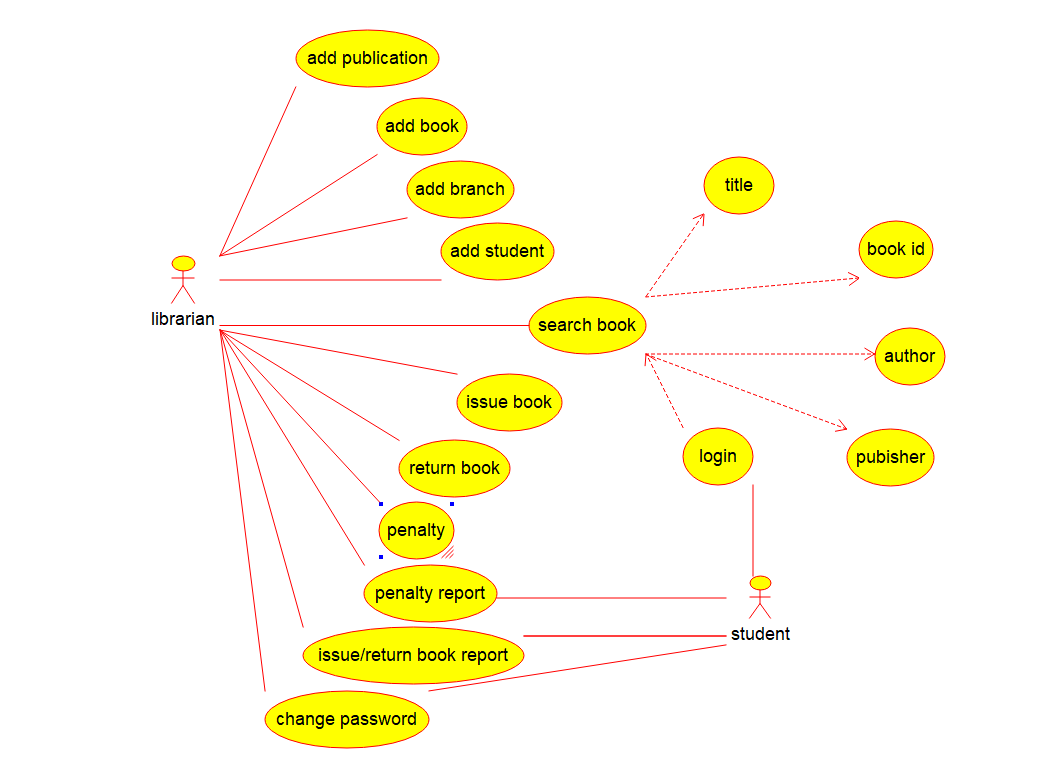 add publication
add book
add branch
title
add student
book id
librarian
search book
author
issue book
login
pubisher
return book
penalty
penalty report
student
issue/return book report
change password